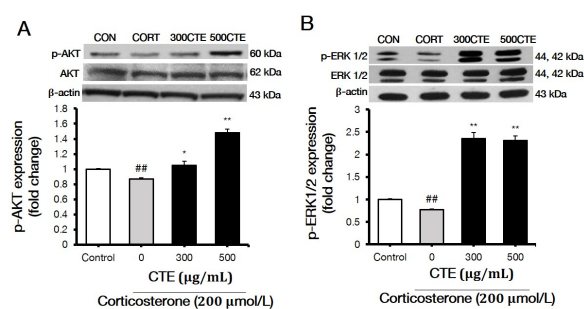 A
CON CORT 300CTE 500CTE
p-AKT 60 kDa
AKT 62 kDa
β-actin 43 kDa
p-AKT expression
(fold change)
1.8
1.6
1.4
1.2
1
0.8
0.6
0.4
0.2
0
## * **
Control 0 300 500
CTE (µg/mL)
Corticosterone (200 µmol/L)
B
CON CORT 300CTE 500CTE
p-ERK 1/2 44, 42 kDa
ERK 1/2 44, 42 kDa
β-actin 43 kDa
p-ERK1/2 expression
(fold change)
3
2.5
2
1.5
1
0.5
0
## ** **
Control 0 300 500
CTE (µg/mL)
Corticosterone (200 µmol/L)